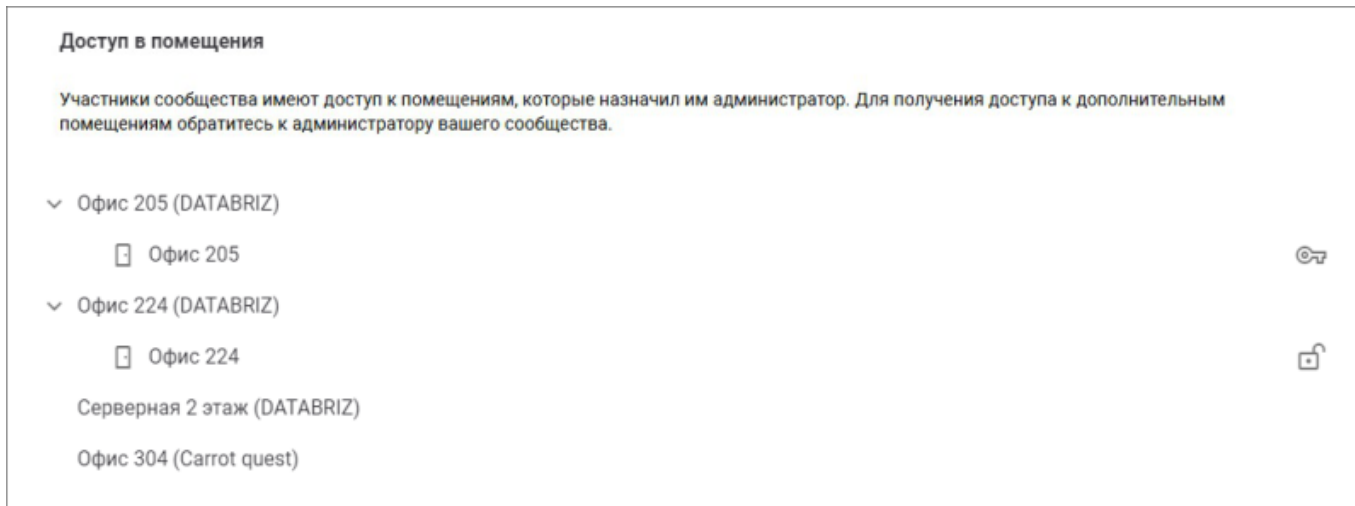 Доступ в помещения
Участники сообщества имеют доступ к помещениям, которые назначил им администратор. Для получения доступа к дополнительным
помещениям обратитесь к администратору вашего сообщества.
Офис 205 (DATABRIZ)
Офис 205
Офис 224 (DATABRIZ)
Офис 224
Серверная 2 этаж (DATABRIZ)
Офис 304 (Carrot quest)